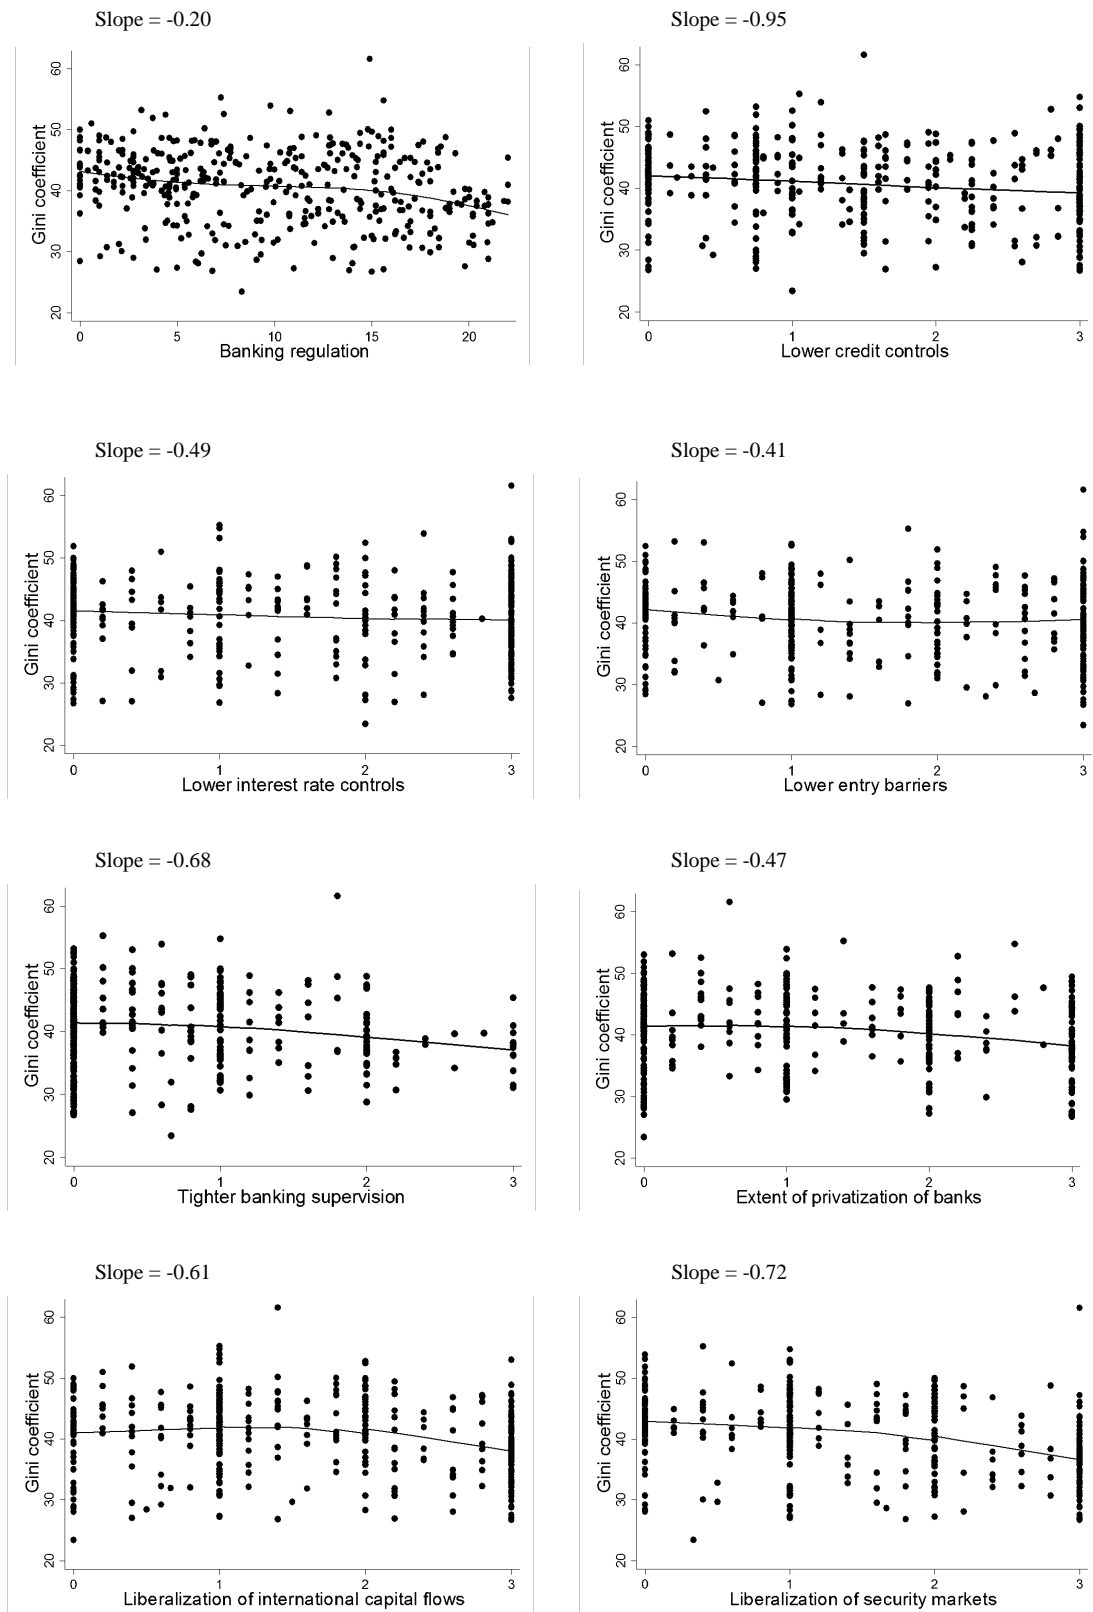 Slope = -0.20
Slope = -0.95
Gini coefficient
20 30 40 50 60
0 5 10 15 20
Banking regulation
Gini coefficient
20 30 40 50 60
0 1 2 3
Lower credit controls
Slope = -0.49
Slope = -0.41
Gini coefficient
20 30 40 50 60
0 1 2 3
Lower interest rate controls
Gini coefficient
20 30 40 50 60
0 1 2 3
Lower entry barriers
Slope = -0.68
Slope = -0.47
Gini coefficient
20 30 40 50 60
0 1 2 3
Tighter banking supervision
Gini coefficient
20 30 40 50 60
0 1 2 3
Extent of privatization of banks
Slope = -0.61
Slope = -0.72
Gini coefficient
20 30 40 50 60
0 1 2 3
Liberalization of international capital flows
Gini coefficient
20 30 40 50 60
0 1 2 3
Liberalization of security markets